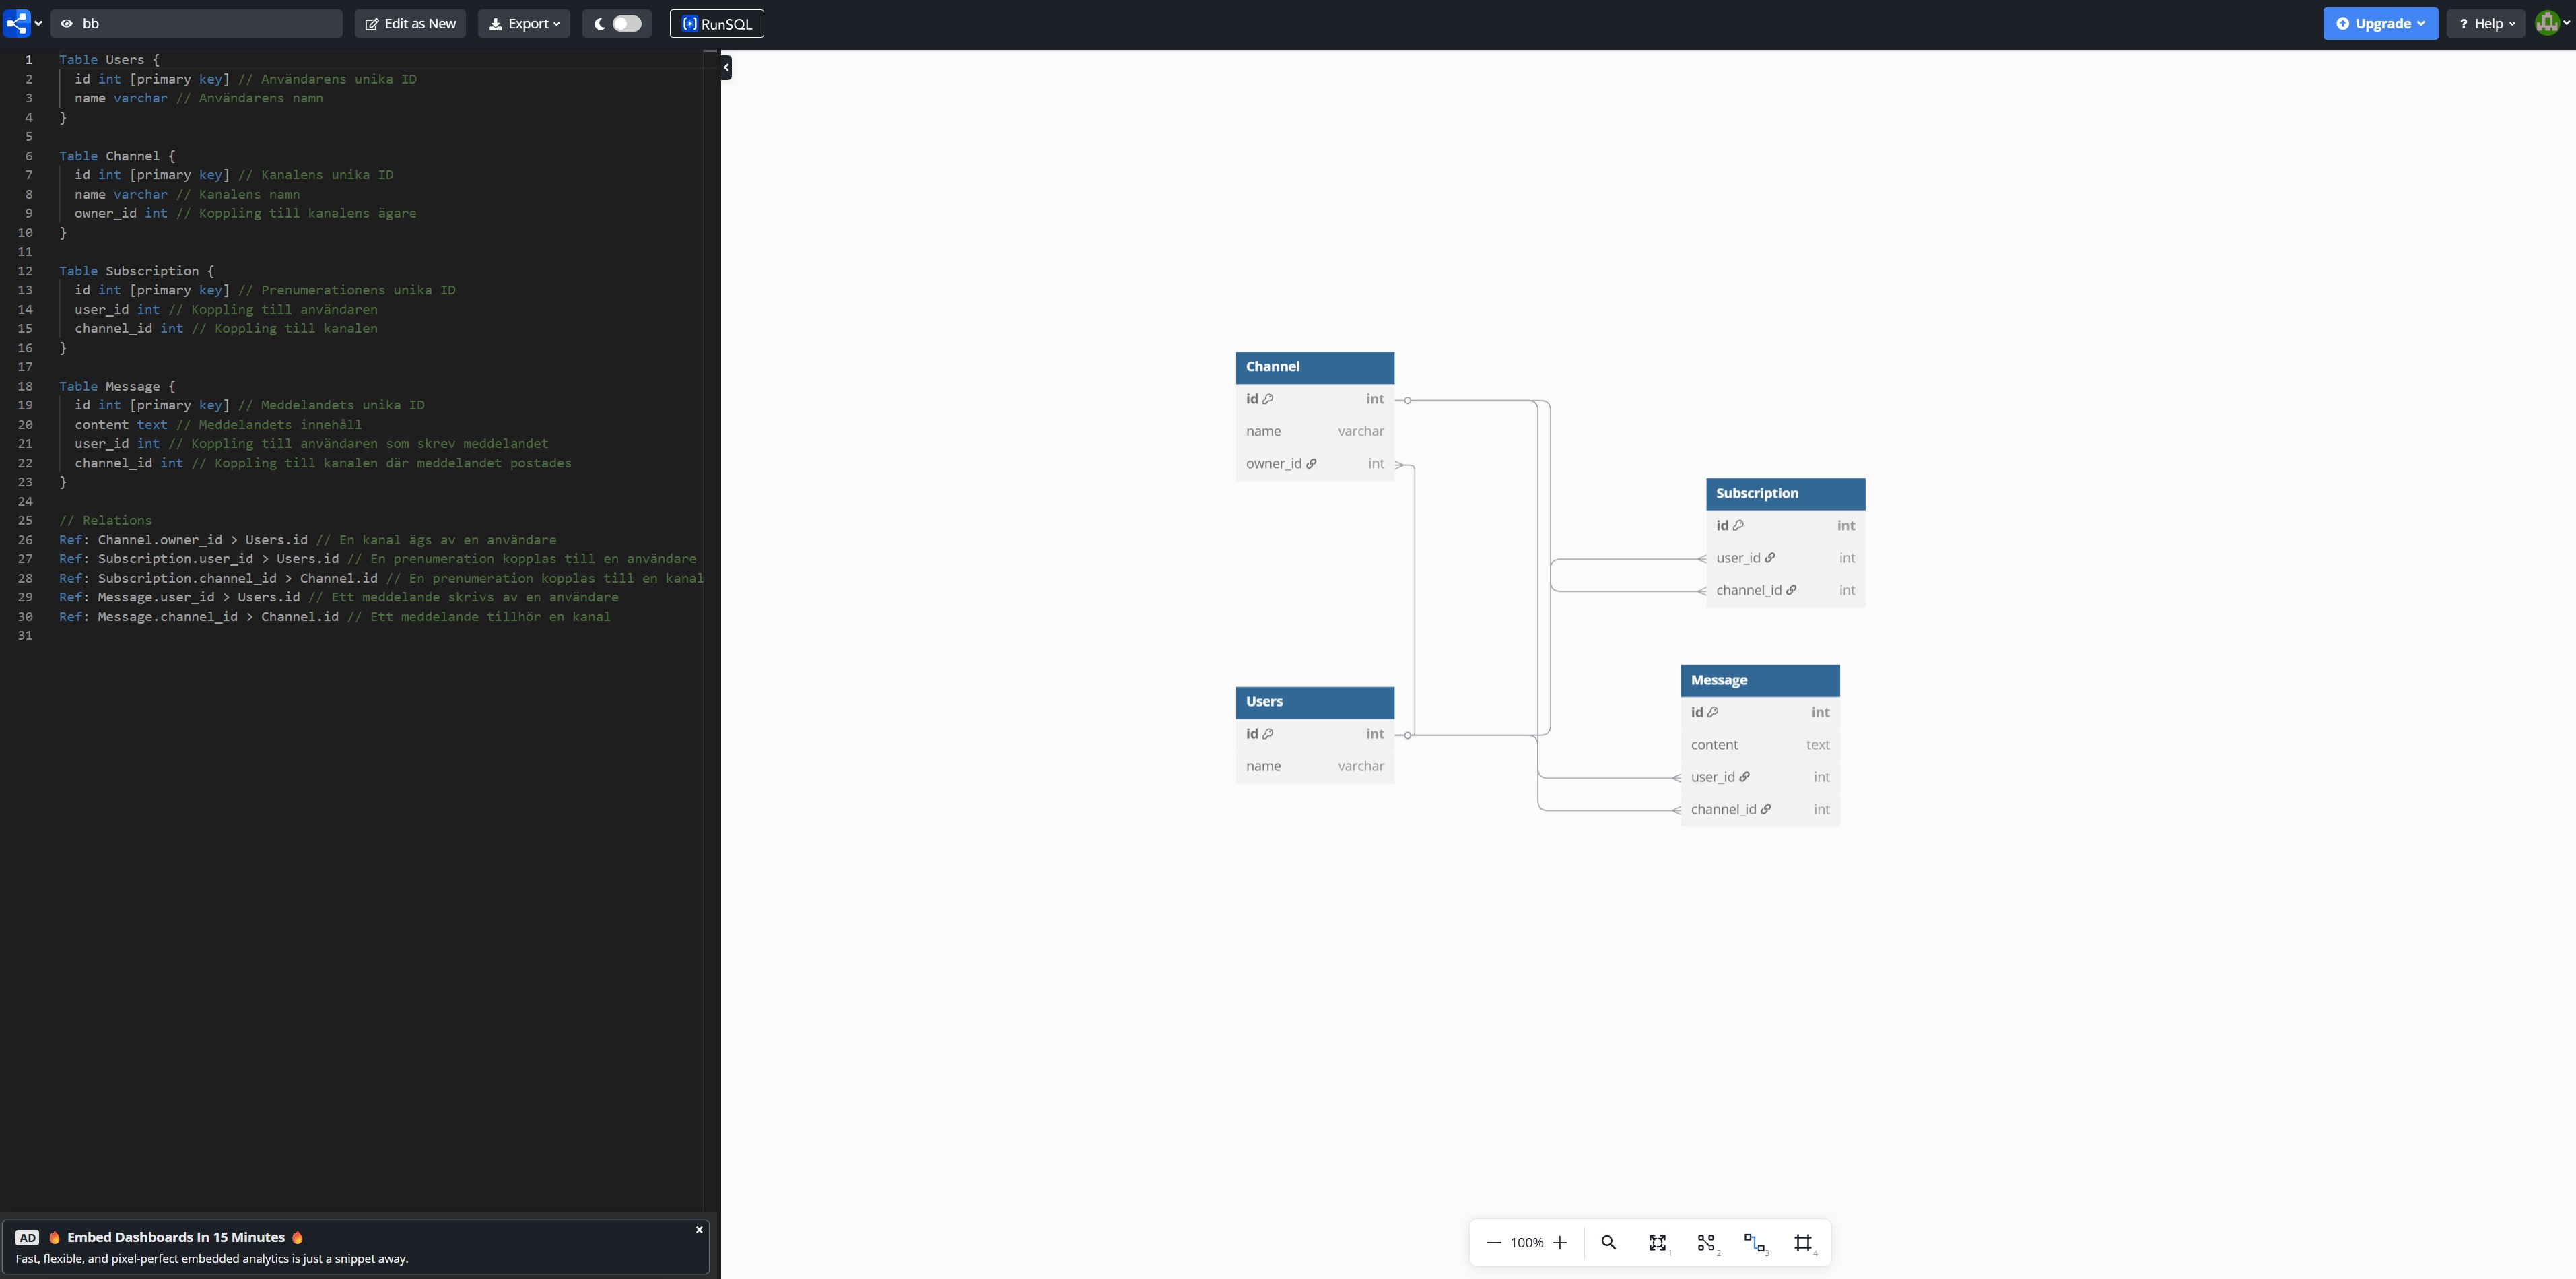 bb
Edit as New
Export
RunSQL
Upgrade
? Help
1 Table Users {
2 id int [primary key] // Användarens unika ID
3 name varchar // Användarens namn
4 }
5
6 Table Channel {
7 id int [primary key] // Kanalens unika ID
8 name varchar // Kanalens namn
9 owner_id int // Koppling till kanalens ägare
10 }
11
12 Table Subscription {
13 id int [primary key] // Prenumerationens unika ID
14 user_id int // Koppling till användaren
15 channel_id int // Koppling till kanalen
16 }
17
18 Table Message {
19 id int [primary key] // Meddelandets unika ID
20 content text // Meddelandets innehåll
21 user_id int // Koppling till användaren som skrev meddelandet
22 channel_id int // Koppling till kanalen där meddelandet postades
23 }
24
25 // Relations
26 Ref: Channel.owner_id > Users.id // En kanal ägs av en användare
27 Ref: Subscription.user_id > Users.id // En prenumeration kopplas till en användare
28 Ref: Subscription.channel_id > Channel.id // En prenumeration kopplas till en kanal
29 Ref: Message.user_id > Users.id // Ett meddelande skrivs av en användare
30 Ref: Message.channel_id > Channel.id // Ett meddelande tillhör en kanal
31
AD 🔥 Embed Dashboards In 15 Minutes 🔥
Fast, flexible, and pixel-perfect embedded analytics is just a snippet away.
Channel
id int
name varchar
owner_id int
Subscription
id int
user_id int
channel_id int
Users
id int
name varchar
Message
id int
content text
user_id int
channel_id int
100%
1
2
3
4